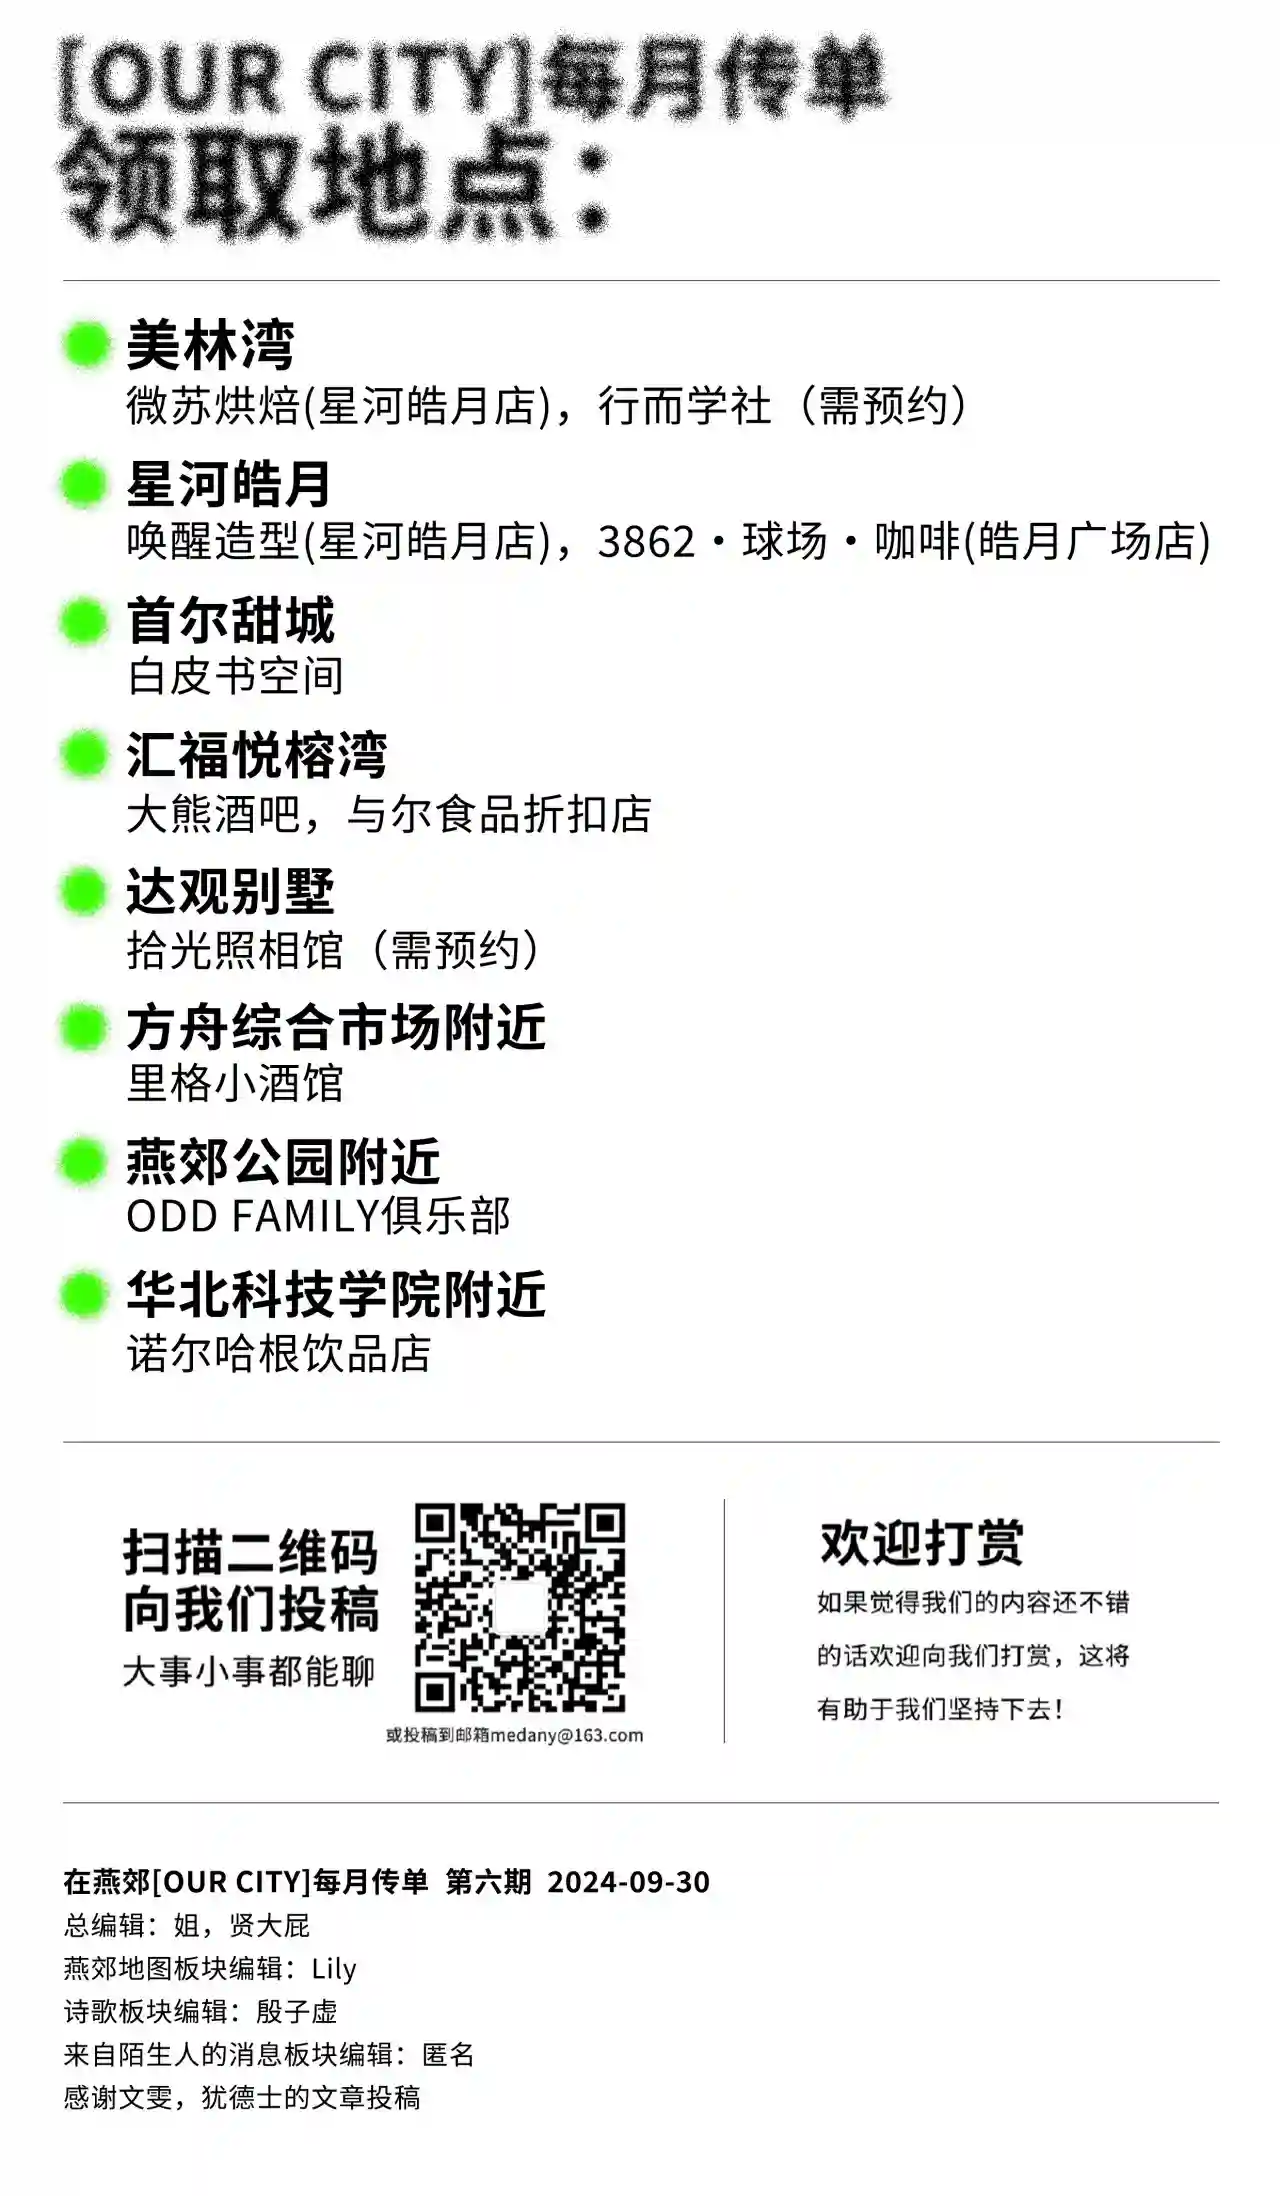 [OUR CITY]每月传单
领取地点：
美林湾
微苏烘焙(星河皓月店)，行而学社（需预约）
星河皓月
唤醒造型(星河皓月店)，3862·球场·咖啡(皓月广场店)
首尔甜城
白皮书空间
汇福悦榕湾
大熊酒吧，与尔食品折扣店
达观别墅
拾光照相馆（需预约）
方舟综合市场附近
里格小酒馆
燕郊公园附近
ODD FAMILY俱乐部
华北科技学院附近
诺尔哈根饮品店
扫描二维码
向我们投稿
大事小事都能聊
或投稿到邮箱medany@163.com
欢迎打赏
如果觉得我们的内容还不错
的话欢迎向我们打赏，这将
有助于我们坚持下去！
在燕郊[OUR CITY]每月传单 第六期 2024-09-30
总编辑：姐，贤大屁
燕郊地图板块编辑：Lily
诗歌板块编辑：殷子虚
来自陌生人的消息板块编辑：匿名
感谢文雯，犹德士的文章投稿